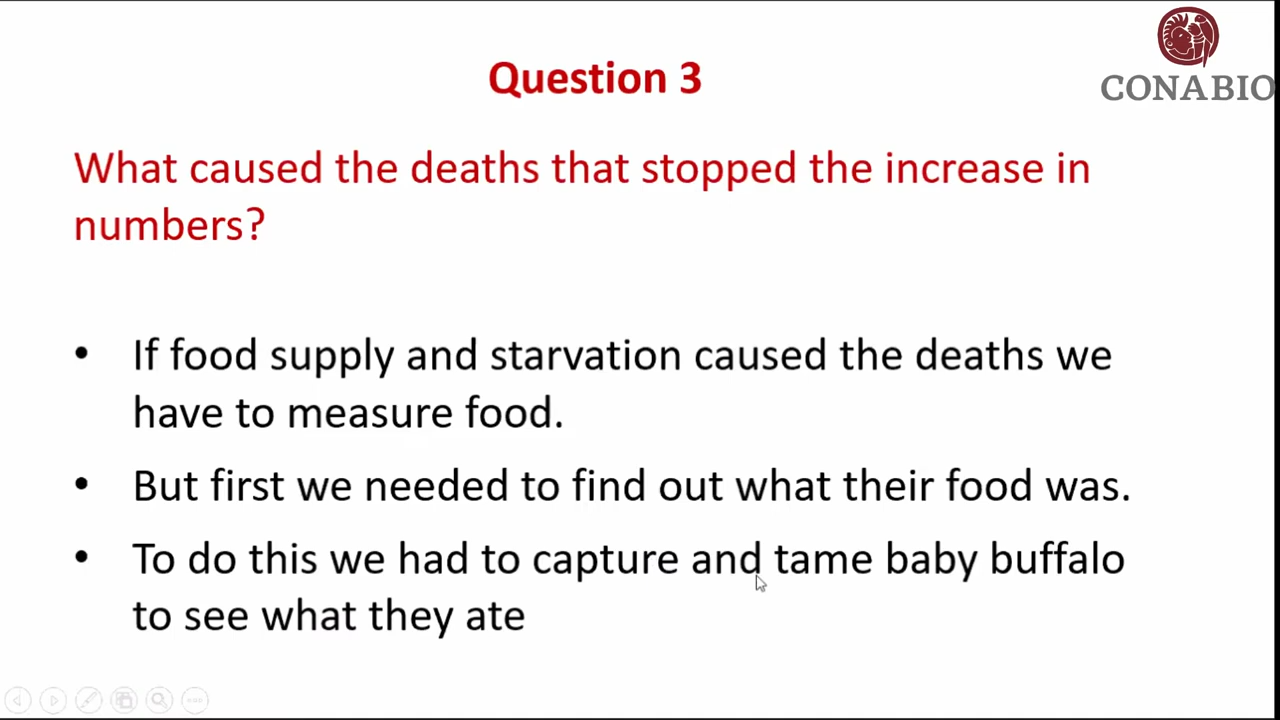 CONABIO
Question 3
What caused the deaths that stopped the increase in
numbers?
• If food supply and starvation caused the deaths we
have to measure food.
• But first we needed to find out what their food was.
• To do this we had to capture and tame baby buffalo
to see what they ate